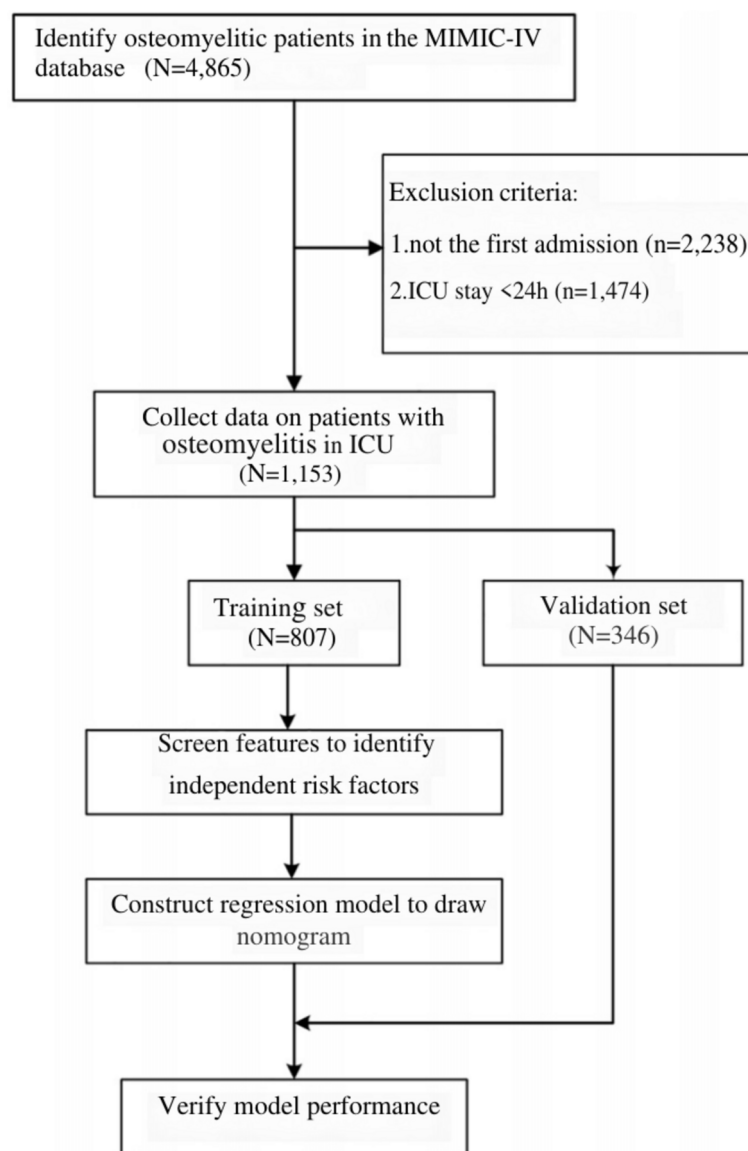 Identify osteomyelitic patients in the MIMIC-IV
database (N=4,865)
Exclusion criteria:
1.not the first admission (n=2,238)
2.ICU stay <24h (n=1,474)
Collect data on patients with
osteomyelitis in ICU
(N=1,153)
Training set
(N=807)
Validation set
(N=346)
Screen features to identify
independent risk factors
Construct regression model to draw
nomogram
Verify model performance